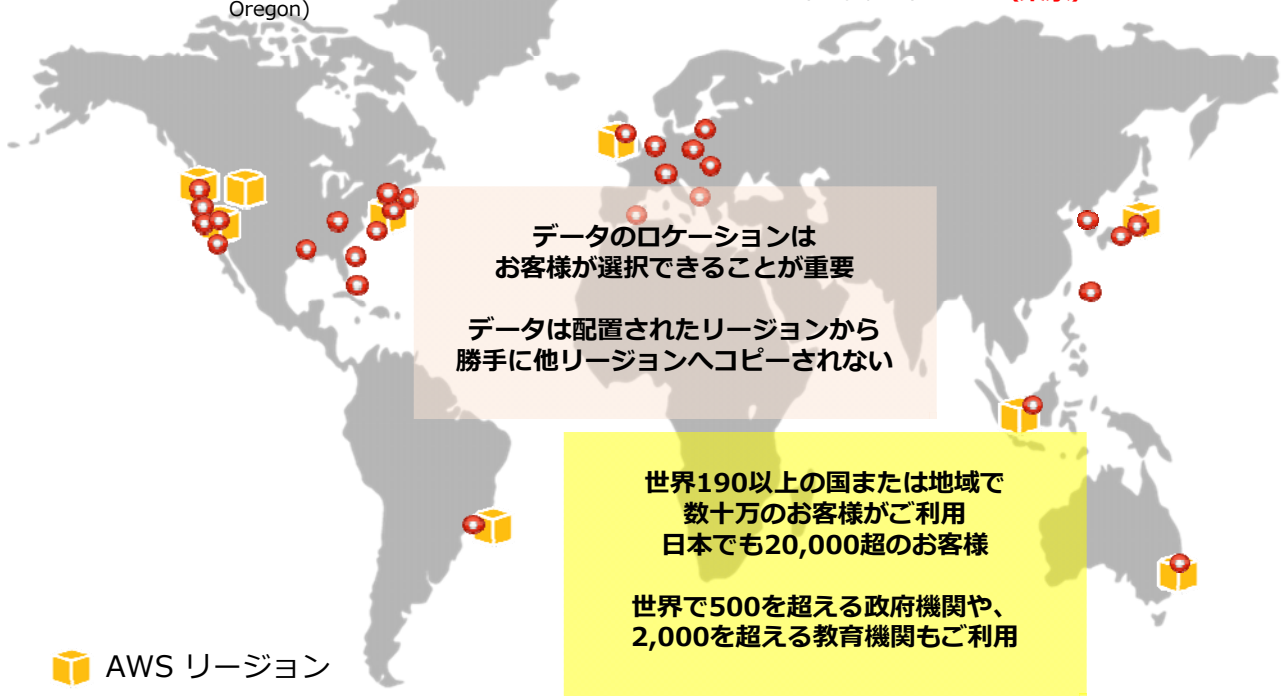 Oregon)
データのロケーションは
お客様が選択できることが重要
データは配置されたリージョンから
勝手に他リージョンへコピーされない
世界190以上の国または地域で
数十万のお客様がご利用
日本でも20,000超のお客様
世界で500を超える政府機関や、
2,000を超える教育機関もご利用
AWS リージョン